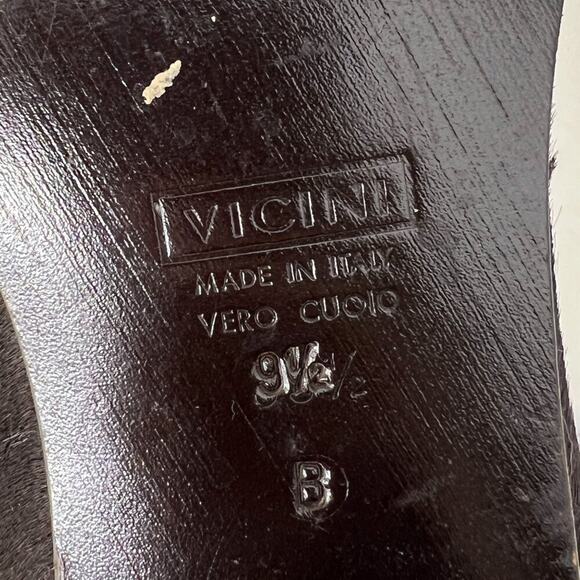 VICINI
MADE IN ITALY
VERO CUOIO
9½
B